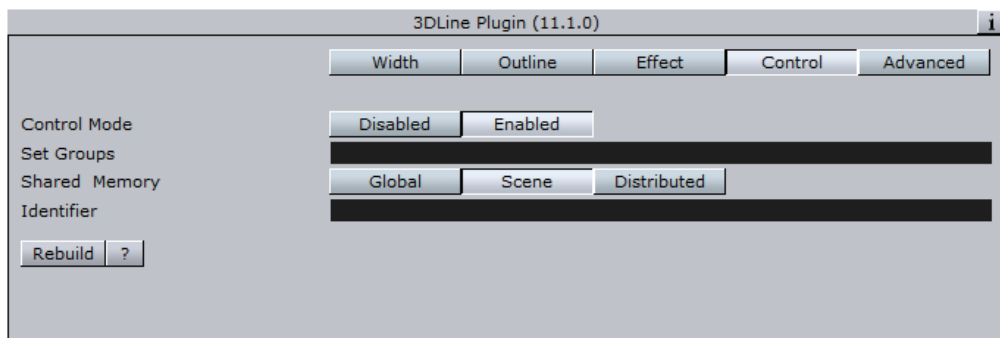 3DLine Plugin (11.1.0) i
Width Outline Effect Control Advanced
Control Mode Disabled Enabled
Set Groups
Shared Memory Global Scene Distributed
Identifier
Rebuild ?